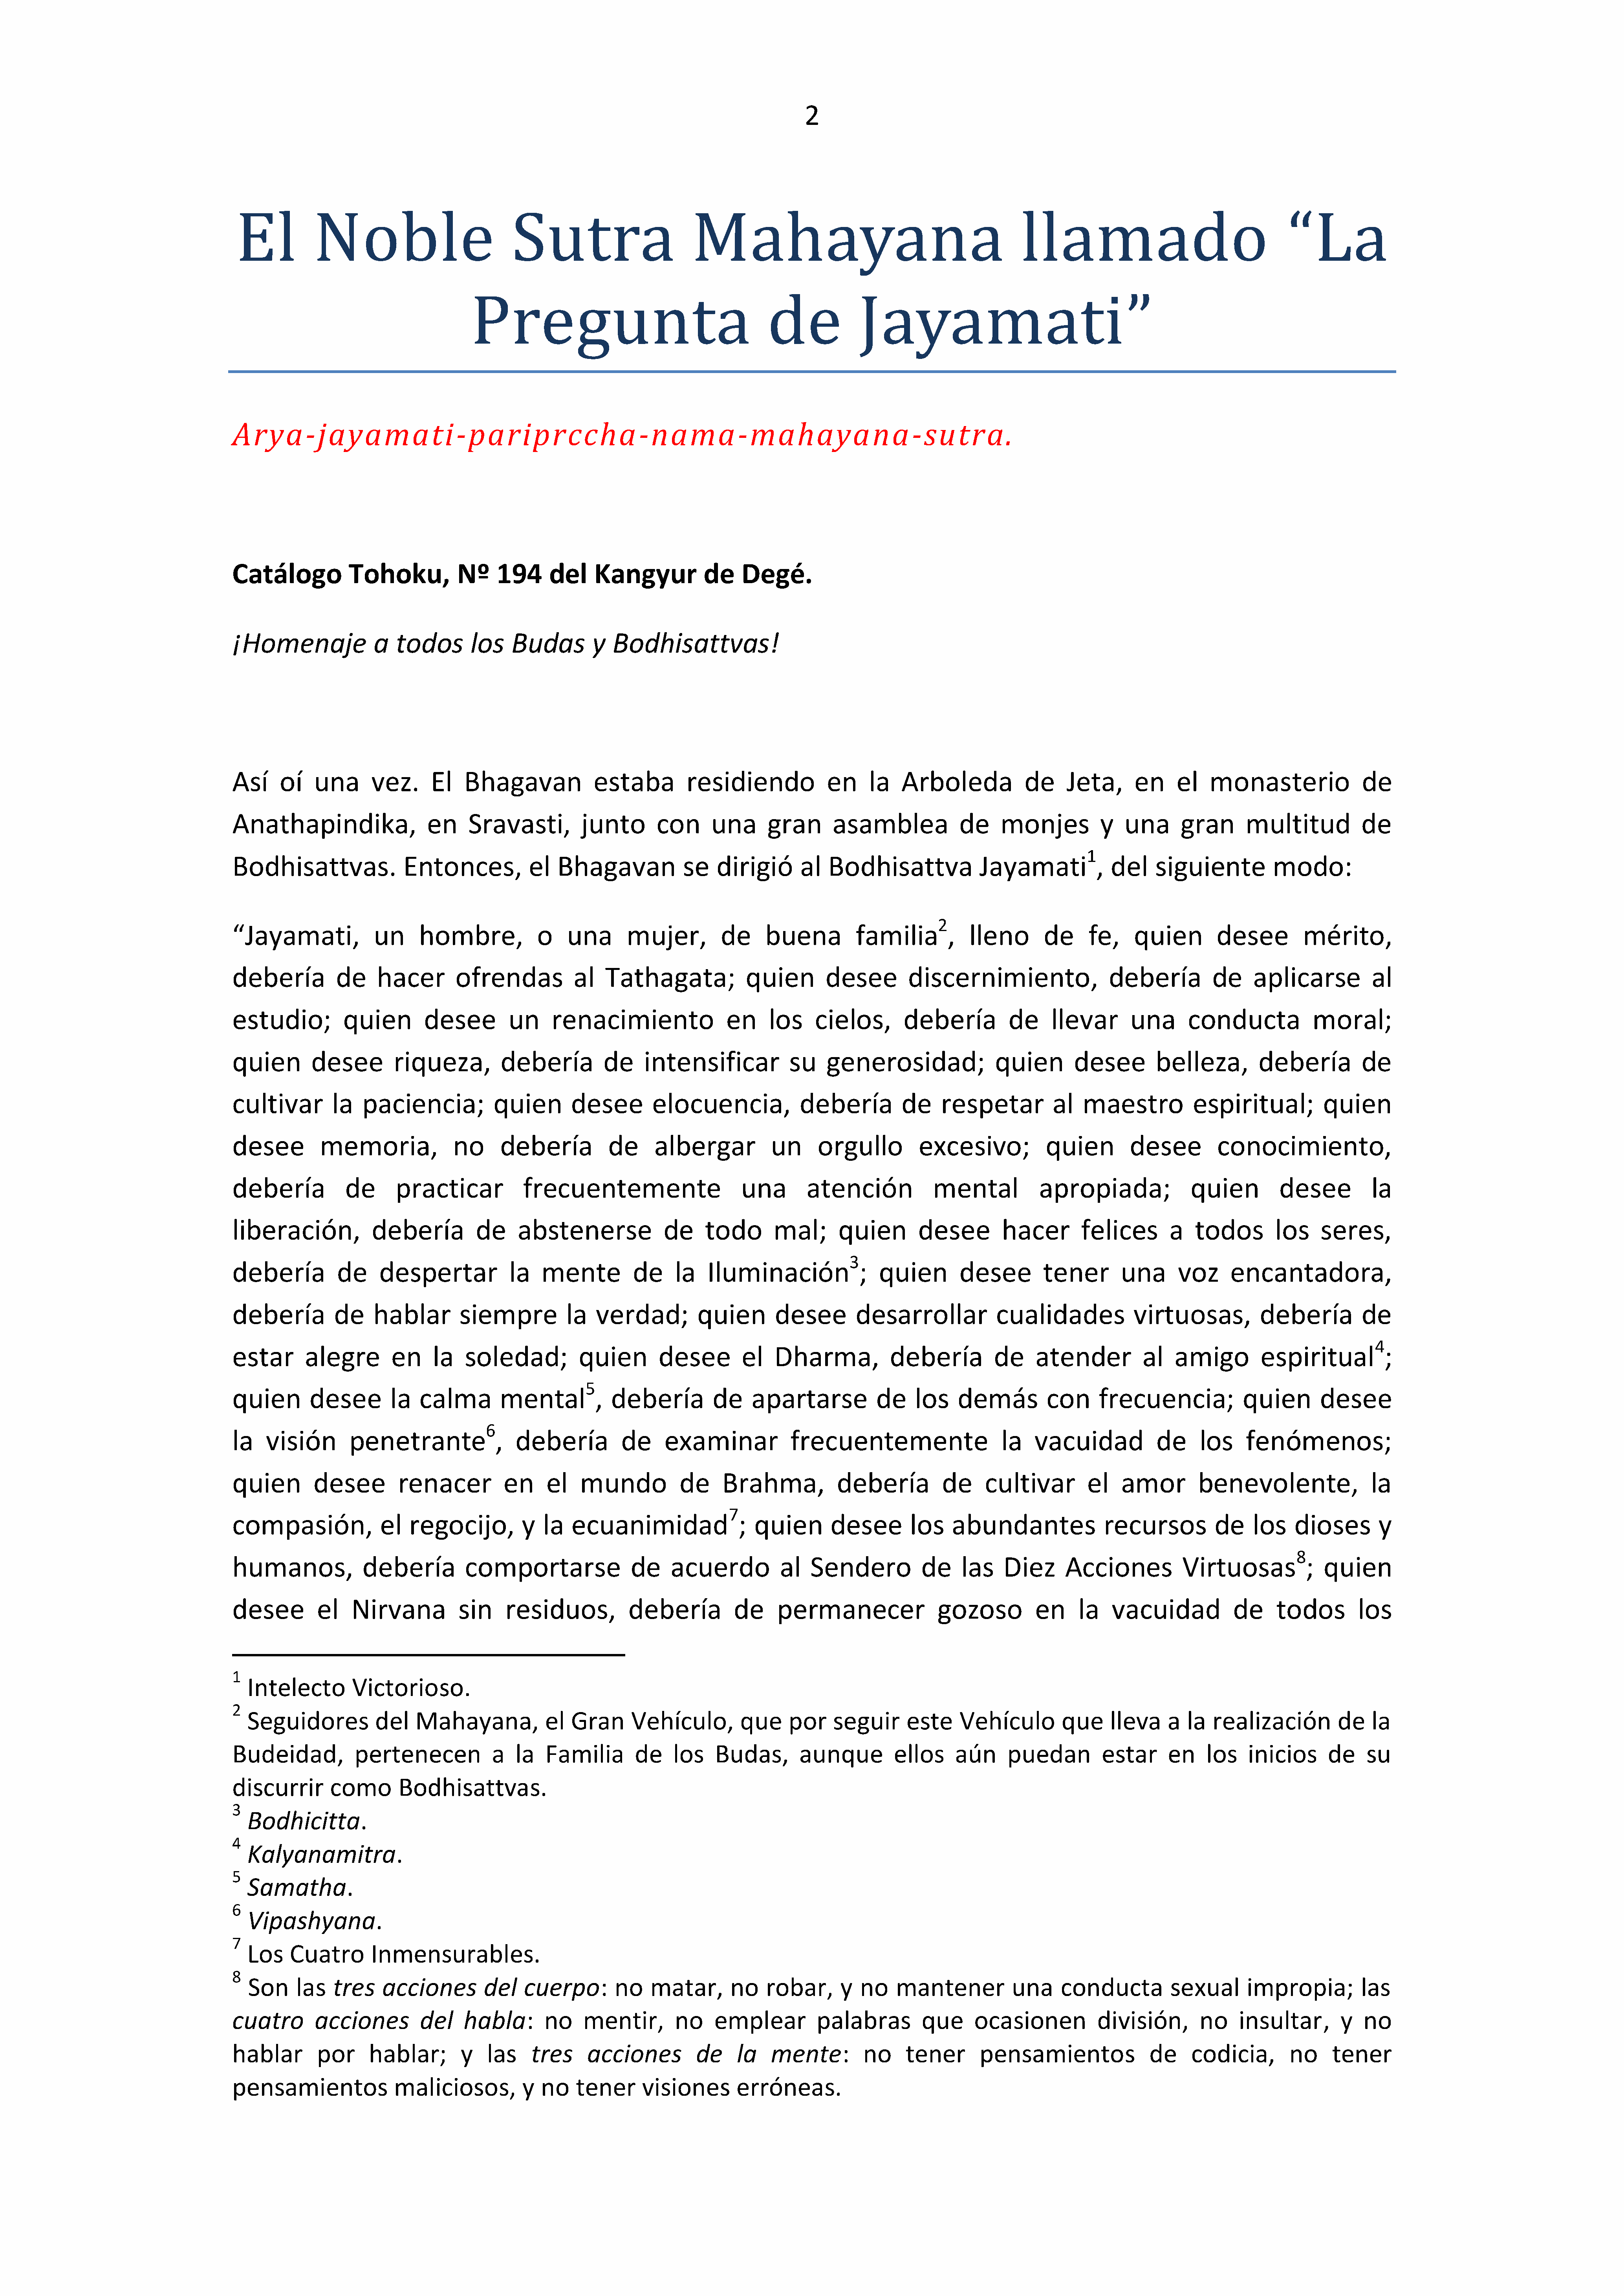 2
El Noble Sutra Mahayana llamado “La
Pregunta de Jayamati”
Arya-jayamati-pariprccha-nama-mahayana-sutra.
Catálogo Tohoku, Nº 194 del Kangyur de Degé.
¡Homenaje a todos los Budas y Bodhisattvas!
Así oí una vez. El Bhagavan estaba residiendo en la Arboleda de Jeta, en el monasterio de
Anathapindika, en Sravasti, junto con una gran asamblea de monjes y una gran multitud de
Bodhisattvas. Entonces, el Bhagavan se dirigió al Bodhisattva Jayamati1, del siguiente modo:
“Jayamati, un hombre, o una mujer, de buena familia2, lleno de fe, quien desee mérito,
debería de hacer ofrendas al Tathagata; quien desee discernimiento, debería de aplicarse al
estudio; quien desee un renacimiento en los cielos, debería de llevar una conducta moral;
quien desee riqueza, debería de intensificar su generosidad; quien desee belleza, debería de
cultivar la paciencia; quien desee elocuencia, debería de respetar al maestro espiritual; quien
desee memoria, no debería de albergar un orgullo excesivo; quien desee conocimiento,
debería de practicar frecuentemente una atención mental apropiada; quien desee la
liberación, debería de abstenerse de todo mal; quien desee hacer felices a todos los seres,
debería de despertar la mente de la Iluminación3; quien desee tener una voz encantadora,
debería de hablar siempre la verdad; quien desee desarrollar cualidades virtuosas, debería de
estar alegre en la soledad; quien desee el Dharma, debería de atender al amigo espiritual4;
quien desee la calma mental5, debería de apartarse de los demás con frecuencia; quien desee
la visión penetrante6, debería de examinar frecuentemente la vacuidad de los fenómenos;
quien desee renacer en el mundo de Brahma, debería de cultivar el amor benevolente, la
compasión, el regocijo, y la ecuanimidad7; quien desee los abundantes recursos de los dioses y
humanos, debería comportarse de acuerdo al Sendero de las Diez Acciones Virtuosas8; quien
desee el Nirvana sin residuos, debería de permanecer gozoso en la vacuidad de todos los
1 Intelecto Victorioso.
2 Seguidores del Mahayana, el Gran Vehículo, que por seguir este Vehículo que lleva a la realización de la
Budeidad, pertenecen a la Familia de los Budas, aunque ellos aún puedan estar en los inicios de su
discurrir como Bodhisattvas.
3 Bodhicitta.
4 Kalyanamitra.
5 Samatha.
6 Vipashyana.
7 Los Cuatro Inmensurables.
8 Son las tres acciones del cuerpo: no matar, no robar, y no mantener una conducta sexual impropia; las
cuatro acciones del habla: no mentir, no emplear palabras que ocasionen división, no insultar, y no
hablar por hablar; y las tres acciones de la mente: no tener pensamientos de codicia, no tener
pensamientos maliciosos, y no tener visiones erróneas.